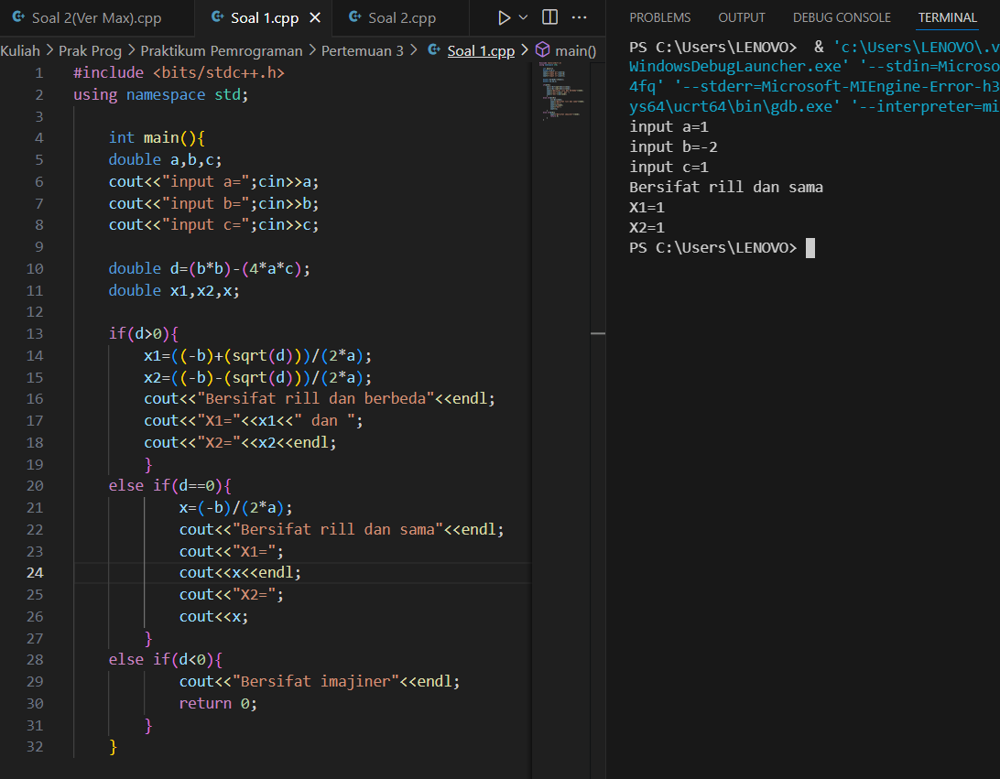 Soal 2(Ver Max).cpp Soal 1.cpp Soal 2.cpp
Kuliah > Prak Prog > Praktikum Pemrograman > Pertemuan 3 > Soal 1.cpp > main()
1 #include <bits/stdc++.h>
2 using namespace std;
3
4 int main(){
5 double a,b,c;
6 cout<<"input a=";cin>>a;
7 cout<<"input b=";cin>>b;
8 cout<<"input c=";cin>>c;
9
10 double d=(b*b)-(4*a*c);
11 double x1,x2,x;
12
13 if(d>0){
14 x1=((-b)+(sqrt(d)))/(2*a);
15 x2=((-b)-(sqrt(d)))/(2*a);
16 cout<<"Bersifat rill dan berbeda"<<endl;
17 cout<<"X1="<<x1<<" dan ";
18 cout<<"X2="<<x2<<endl;
19 }
20 else if(d==0){
21 x=(-b)/(2*a);
22 cout<<"Bersifat rill dan sama"<<endl;
23 cout<<"X1=";
24 cout<<x<<endl;
25 cout<<"X2=";
26 cout<<x;
27 }
28 else if(d<0){
29 cout<<"Bersifat imajiner"<<endl;
30 return 0;
31 }
32 }
PROBLEMS OUTPUT DEBUG CONSOLE TERMINAL
PS C:\Users\LENOVO> & 'c:\Users\LENOVO\.v
WindowsDebugLauncher.exe' '--stdin=Microso
4fq' '--stderr=Microsoft-MIEngine-Error-h3
ys64\ucrt64\bin\gdb.exe' '--interpreter=mi
input a=1
input b=-2
input c=1
Bersifat rill dan sama
X1=1
X2=1
PS C:\Users\LENOVO>